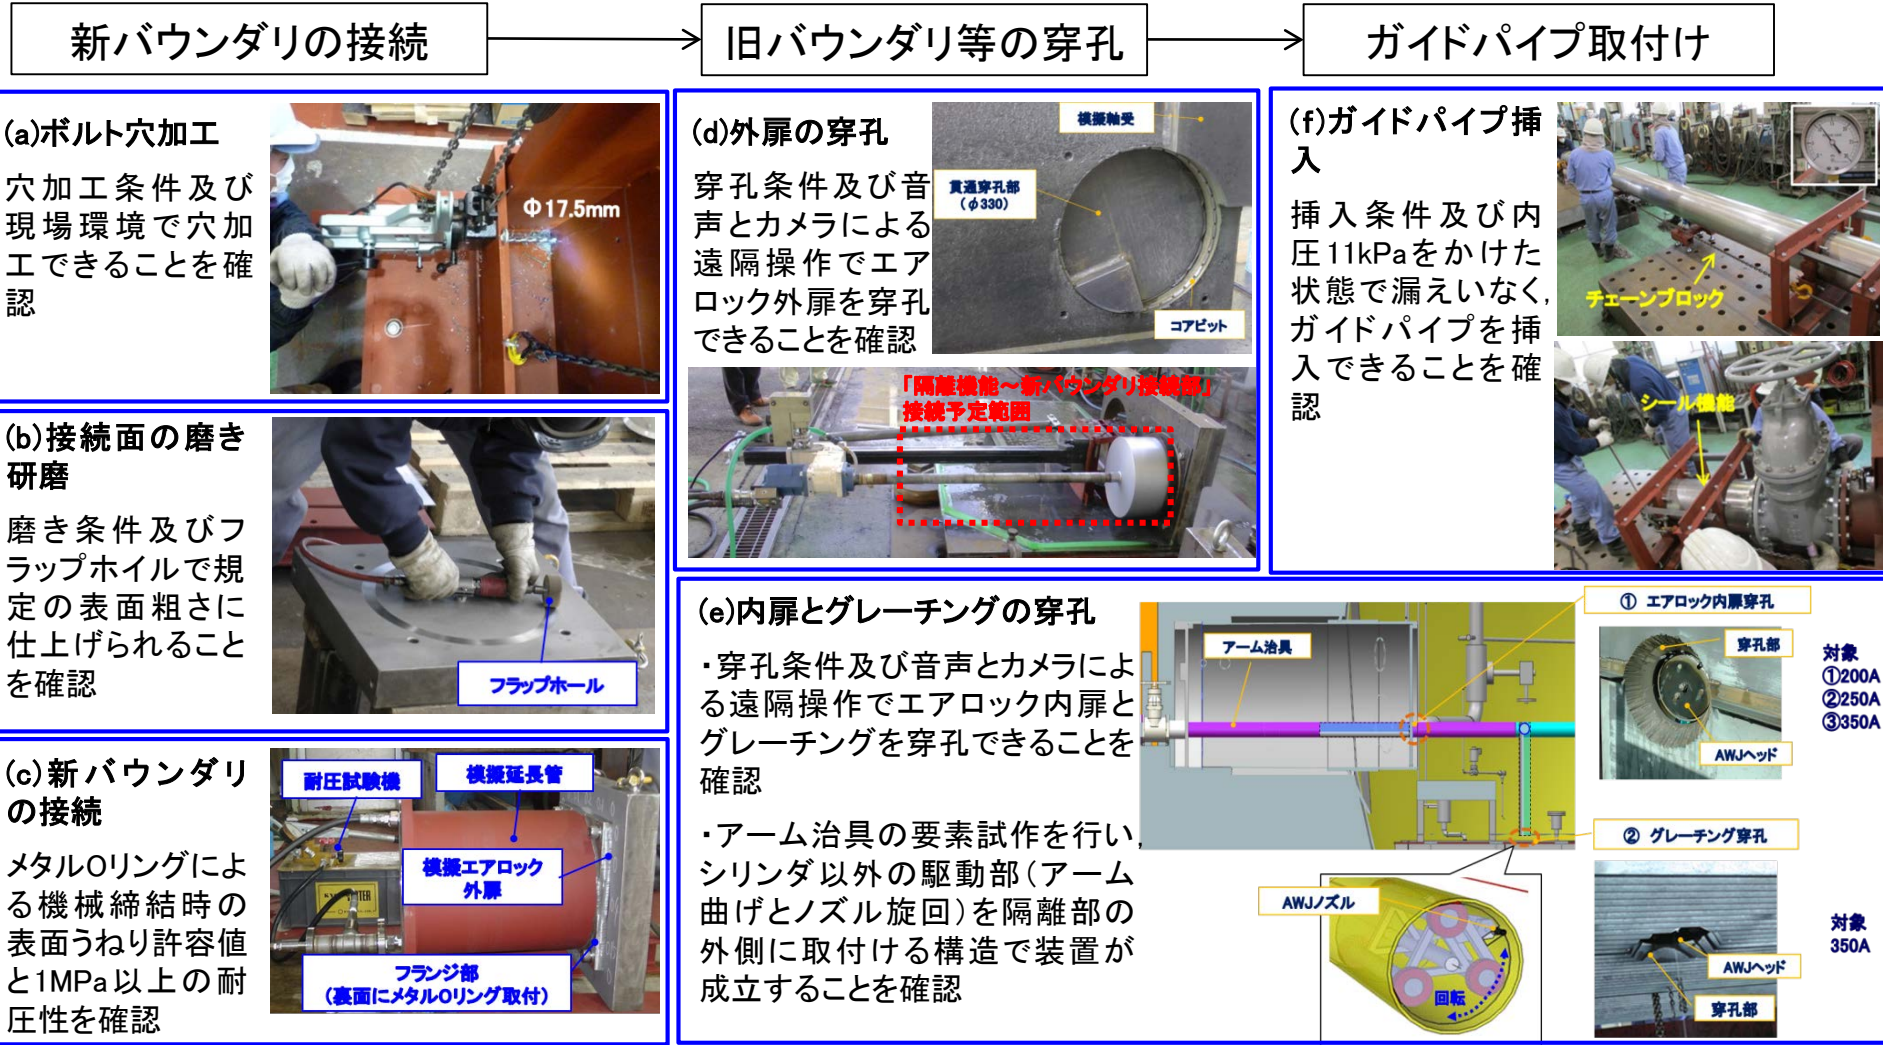 新バウンダリの接続
旧バウンダリ等の穿孔
ガイドパイプ取付け
(a)ボルト穴加工
穴加工条件及び
現場環境で穴加
工できることを確
認
Φ17.5mm
(b)接続面の磨き
研磨
磨き条件及びフ
ラップホイルで規
定の表面粗さに
仕上げられること
を確認
フラップホール
(c)新バウンダリ
の接続
メタルOリングによ
る機械締結時の
表面うねり許容値
と1MPa以上の耐
圧性を確認
耐圧試験機
模擬延長管
模擬エアロック
外扉
フランジ部
(裏面にメタルOリング取付)
(d)外扉の穿孔
穿孔条件及び音
声とカメラによる
遠隔操作でエア
ロック外扉を穿孔
できることを確認
模擬軸受
貫通穿孔部
(φ330)
コアビット
「隔離機能～新バウンダリ接続部」
接続予定範囲
(e)内扉とグレーチングの穿孔
・穿孔条件及び音声とカメラによ
る遠隔操作でエアロック内扉と
グレーチングを穿孔できることを
確認
・アーム治具の要素試作を行い,
シリンダ以外の駆動部(アーム
曲げとノズル旋回)を隔離部の
外側に取付ける構造で装置が
成立することを確認
アーム治具
AWJノズル
回転
① エアロック内扉穿孔
穿孔部
AWJヘッド
対象
①200A
②250A
③350A
② グレーチング穿孔
AWJヘッド
穿孔部
対象
350A
(f)ガイドパイプ挿
入
挿入条件及び内
圧11kPaをかけた
状態で漏えいなく,
ガイドパイプを挿
入できることを確
認
チェーンブロック
シール機能